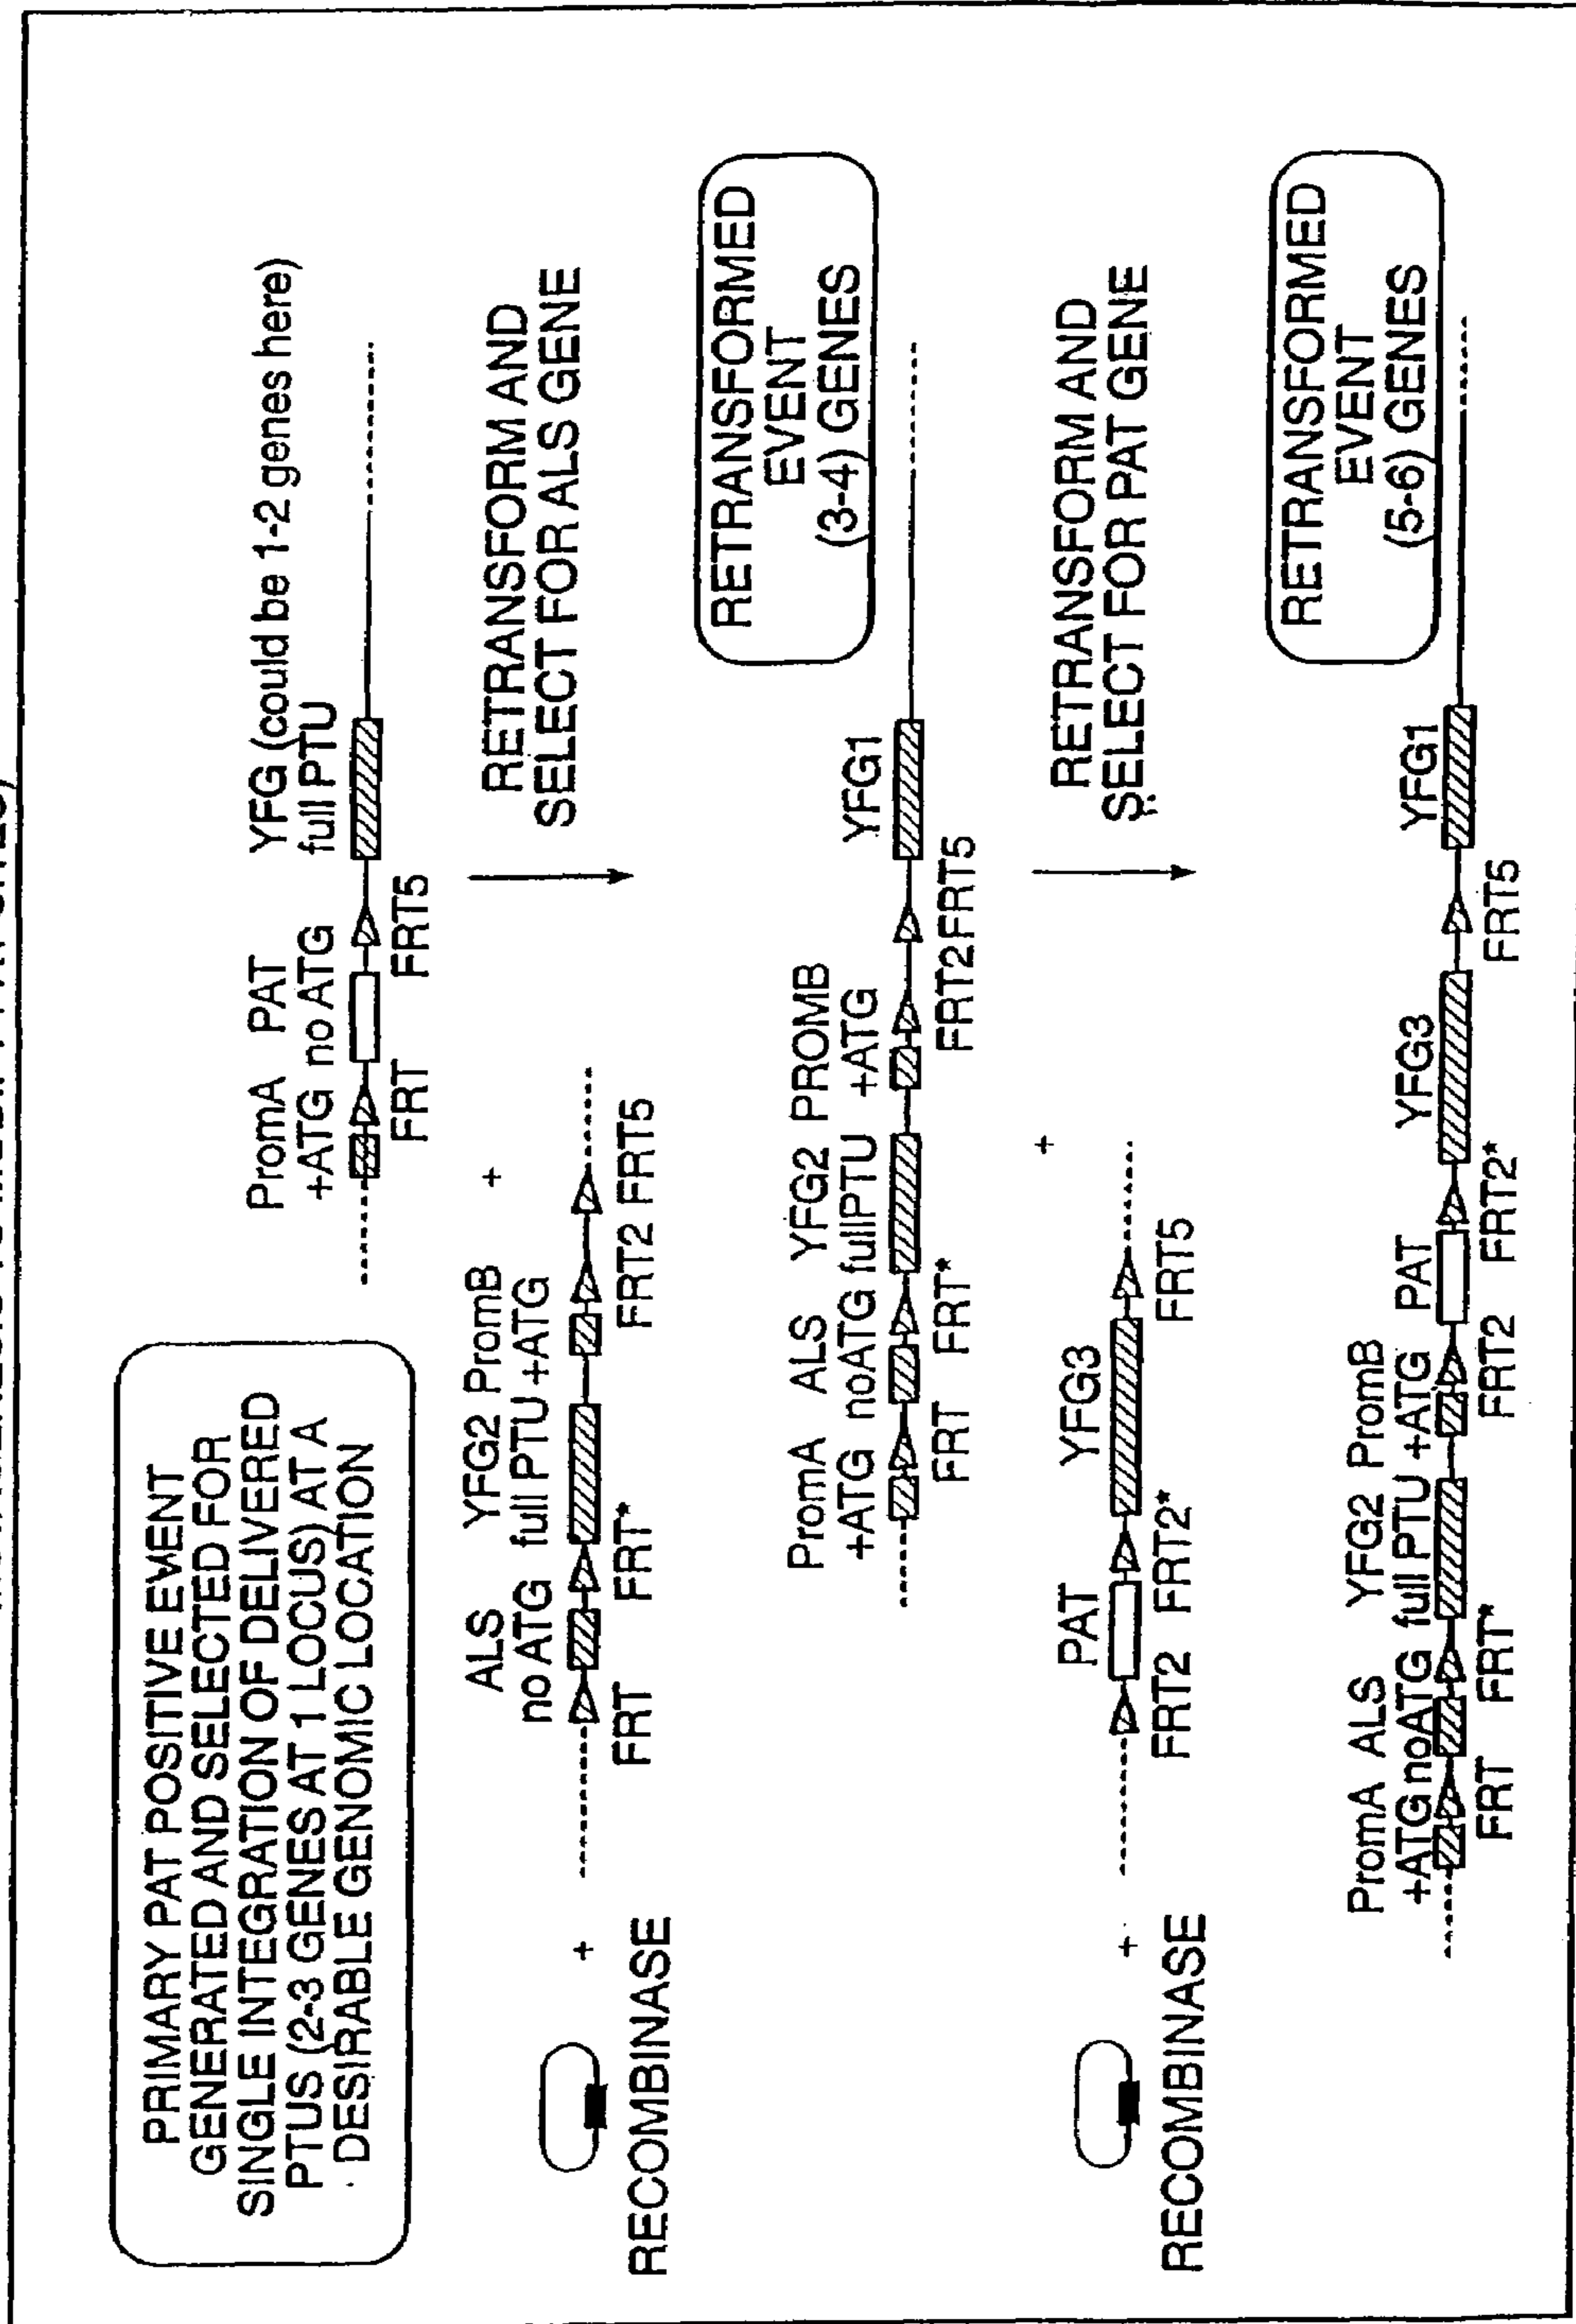 PRIMARY PAT POSITIVE EVENT
GENERATED AND SELECTED FOR
SINGLE INTEGRATION OF DELIVERED
PTUS (2-3 GENES AT 1 LOCUS) AT A
DESIRABLE GENOMIC LOCATION
PromA PAT YFG (could be 1-2 genes here)
+ATG no ATG full PTU
FRT FRT5
RETRANSFORM AND
SELECT FOR ALS GENE
ALS YFG2 PromB +
no ATG full PTU +ATG
+
FRT FRT* FRT2 FRT5
RECOMBINASE
RETRANSFORMED
EVENT
(3-4) GENES
PromA ALS YFG2 PROMB YFG1
+ATG noATG fullPTU +ATG
FRT FRT* FRT2FRT5
RETRANSFORM AND
SELECT FOR PAT GENE
+
PAT YFG3
+
FRT2 FRT2* FRT5
RECOMBINASE
RETRANSFORMED
EVENT
(5-6) GENES
PromA ALS YFG2 PromB YFG3 YFG1
+ATG noATG full PTU +ATG PAT
FRT FRT* FRT2 FRT2* FRT5